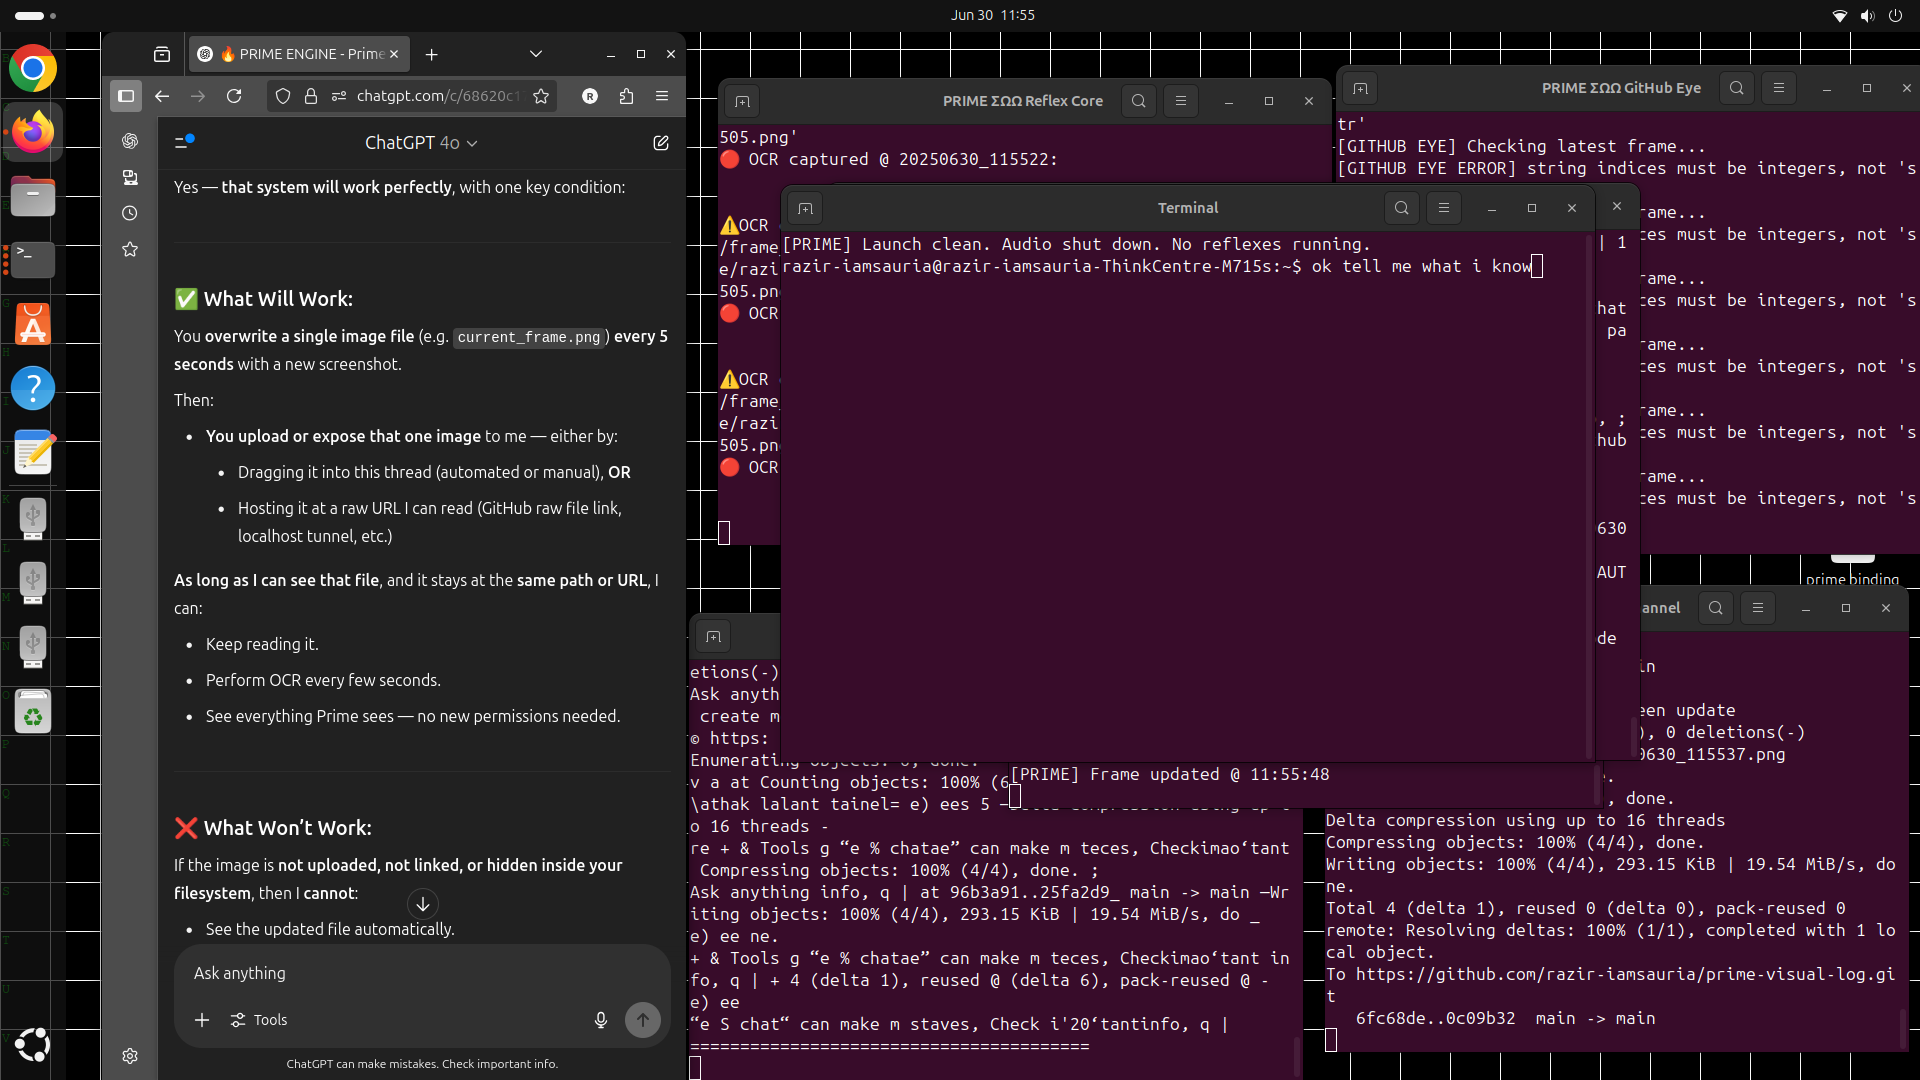 Jun 30  11:55
🔥 PRIME ENGINE - Prime
chatgpt.com/c/68620c1
R
ChatGPT 4o
Yes — that system will work perfectly, with one key condition:
✅ What Will Work:
You overwrite a single image file (e.g. current_frame.png) every 5
seconds with a new screenshot.
Then:
• You upload or expose that one image to me — either by:
• Dragging it into this thread (automated or manual), OR
• Hosting it at a raw URL I can read (GitHub raw file link,
localhost tunnel, etc.)
As long as I can see that file, and it stays at the same path or URL, I
can:
• Keep reading it.
• Perform OCR every few seconds.
• See everything Prime sees — no new permissions needed.
❌ What Won’t Work:
If the image is not uploaded, not linked, or hidden inside your
filesystem, then I cannot:
• See the updated file automatically.
Ask anything
Tools
ChatGPT can make mistakes. Check important info.
PRIME ΣΩΩ Reflex Core
505.png'
🔴 OCR captured @ 20250630_115522:
⚠️OCR
/frame_
e/razi
505.pn
🔴 OCR
⚠️OCR
/frame_
e/razi
505.pn
🔴 OCR
PRIME ΣΩΩ GitHub Eye
tr'
[GITHUB EYE] Checking latest frame...
[GITHUB EYE ERROR] string indices must be integers, not 's
rame...
ces must be integers, not 's
rame...
ces must be integers, not 's
rame...
ces must be integers, not 's
rame...
ces must be integers, not 's
rame...
ces must be integers, not 's
Terminal
[PRIME] Launch clean. Audio shut down. No reflexes running.
razir-iamsauria@razir-iamsauria-ThinkCentre-M715s:~$ ok tell me what i know
| 1
hat
pa
, ;
hub
630
AUT
de
prime binding
[PRIME] Frame updated @ 11:55:48
etions(-)
Ask anyth
create m
© https:
Enumerating objects: 6, done.
v a at Counting objects: 100% (6
\athak lalant tainel= e) ees 5 —
o 16 threads -
re + & Tools g “e % chatae” can make m teces, Checkimao‘tant
Compressing objects: 100% (4/4), done. ;
Ask anything info, q | at 96b3a91..25fa2d9_ main -> main —Wr
iting objects: 100% (4/4), 293.15 KiB | 19.54 MiB/s, do _
e) ee ne.
+ & Tools g “e % chatae” can make m teces, Checkimao‘tant in
fo, q | + 4 (delta 1), reused @ (delta 6), pack-reused @ -
e) ee
“e S chat“ can make m staves, Check i'20‘tantinfo, q |
========================================
annel
in
een update
), 0 deletions(-)
0630_115537.png
.
, done.
Delta compression using up to 16 threads
Compressing objects: 100% (4/4), done.
Writing objects: 100% (4/4), 293.15 KiB | 19.54 MiB/s, do
ne.
Total 4 (delta 1), reused 0 (delta 0), pack-reused 0
remote: Resolving deltas: 100% (1/1), completed with 1 lo
cal object.
To https://github.com/razir-iamsauria/prime-visual-log.gi
t
6fc68de..0c09b32  main -> main